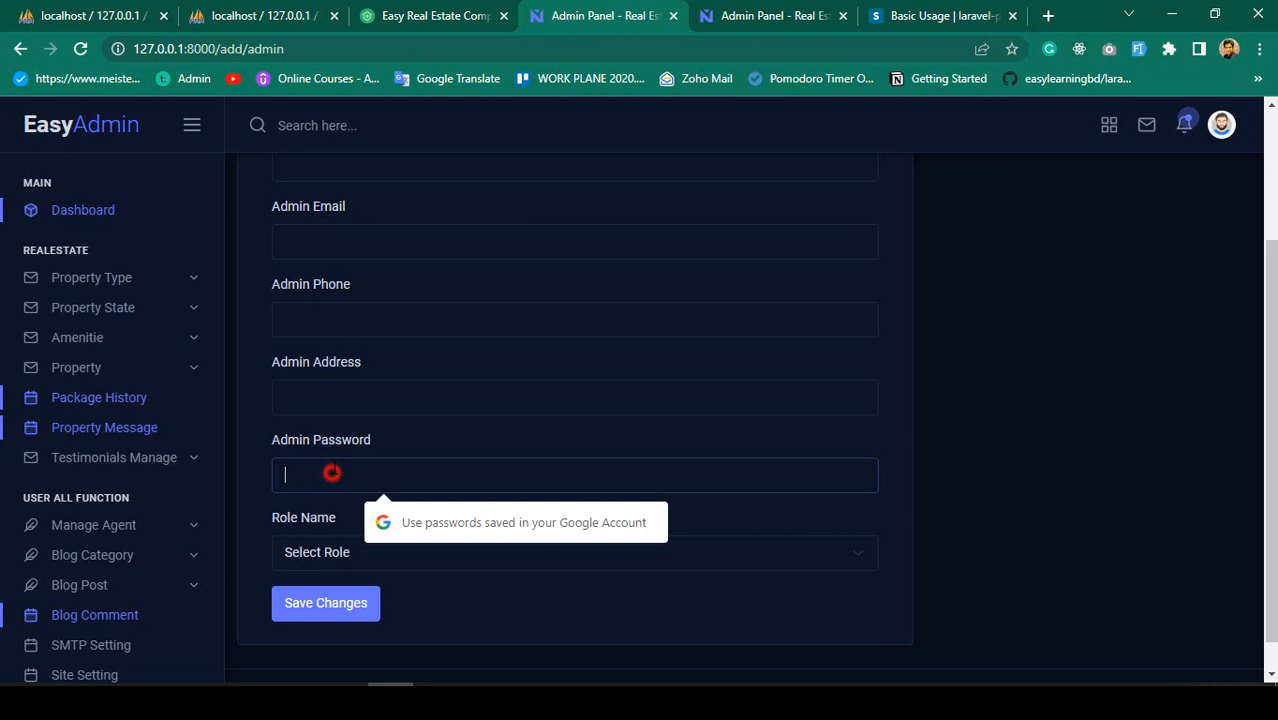 localhost / 127.0.0.1 /
localhost / 127.0.0.1 /
Easy Real Estate Comp
Admin Panel - Real Es
Admin Panel - Real Est
Basic Usage | laravel-p
127.0.0.1:8000/add/admin
https://www.meiste...
Admin
Online Courses - A...
Google Translate
WORK PLANE 2020....
Zoho Mail
Pomodoro Timer O...
Getting Started
easylearningbd/lara...
»
EasyAdmin
Search here...
MAIN
Dashboard
REALESTATE
Property Type
Property State
Amenitie
Property
Package History
Property Message
Testimonials Manage
USER ALL FUNCTION
Manage Agent
Blog Category
Blog Post
Blog Comment
SMTP Setting
Site Setting
Admin Email
Admin Phone
Admin Address
Admin Password
Use passwords saved in your Google Account
Role Name
Select Role
Save Changes